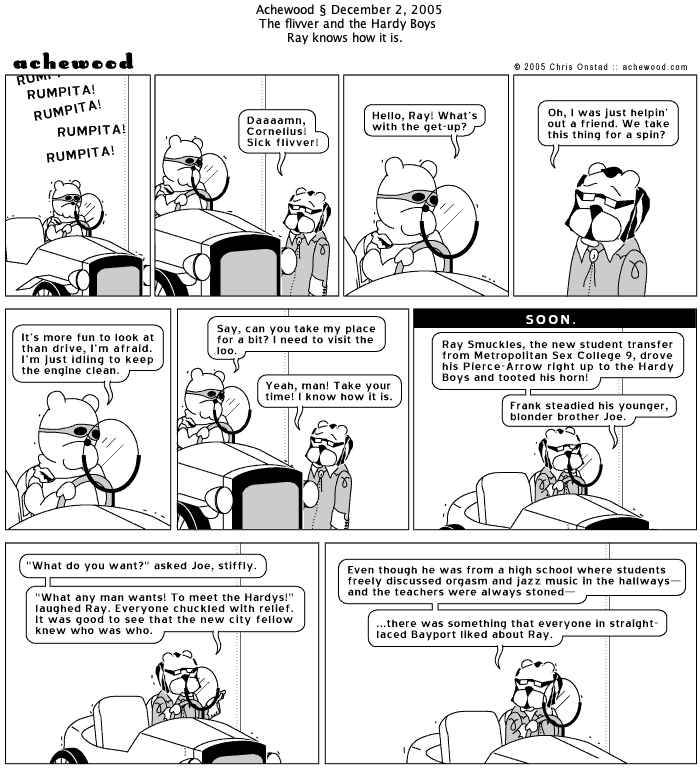 Achewood § December 2, 2005
The flivver and the Hardy Boys
Ray knows how it is.
achewood
© 2005 Chris Onstad :: achewood.com
RUMPITA!
RUMPITA!
RUMPITA!
RUMPITA!
RUMPITA!
Daaaamn,
Cornelius!
Sick flivver!
Hello, Ray! What's
with the get-up?
Oh, I was just helpin'
out a friend. We take
this thing for a spin?
It's more fun to look at
than drive, I'm afraid.
I'm just idling to keep
the engine clean.
Say, can you take my place
for a bit? I need to visit the
loo.
Yeah, man! Take your
time! I know how it is.
SOON.
Ray Smuckles, the new student transfer
from Metropolitan Sex College 9, drove
his Pierce-Arrow right up to the Hardy
Boys and tooted his horn!
Frank steadied his younger,
blonder brother Joe.
"What do you want?" asked Joe, stiffly.
"What any man wants! To meet the Hardys!"
laughed Ray. Everyone chuckled with relief.
It was good to see that the new city fellow
knew who was who.
Even though he was from a high school where students
freely discussed orgasm and jazz music in the hallways—
and the teachers were always stoned—
...there was something that everyone in straight-
laced Bayport liked about Ray.